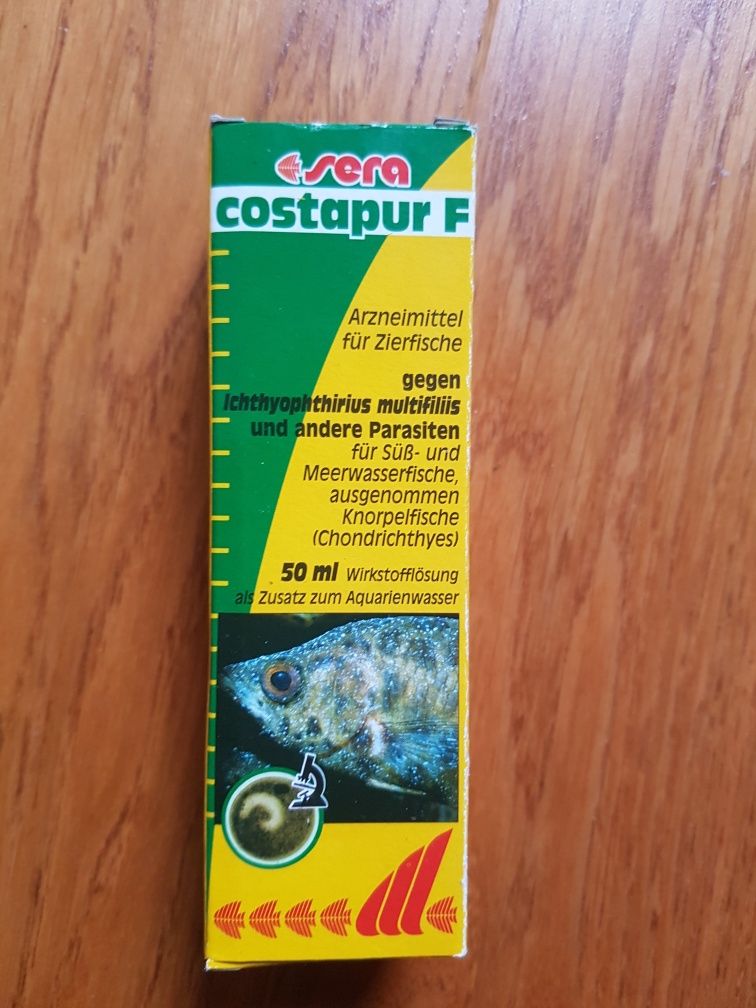 sera
costapur F
Arzneimittel
für Zierfische
gegen
Ichthyophthirius multifiliis
und andere Parasiten
für Süß- und
Meerwasserfische,
ausgenommen
Knorpelfische
(Chondrichthyes)
50 ml Wirkstofflösung
als Zusatz zum Aquarienwasser